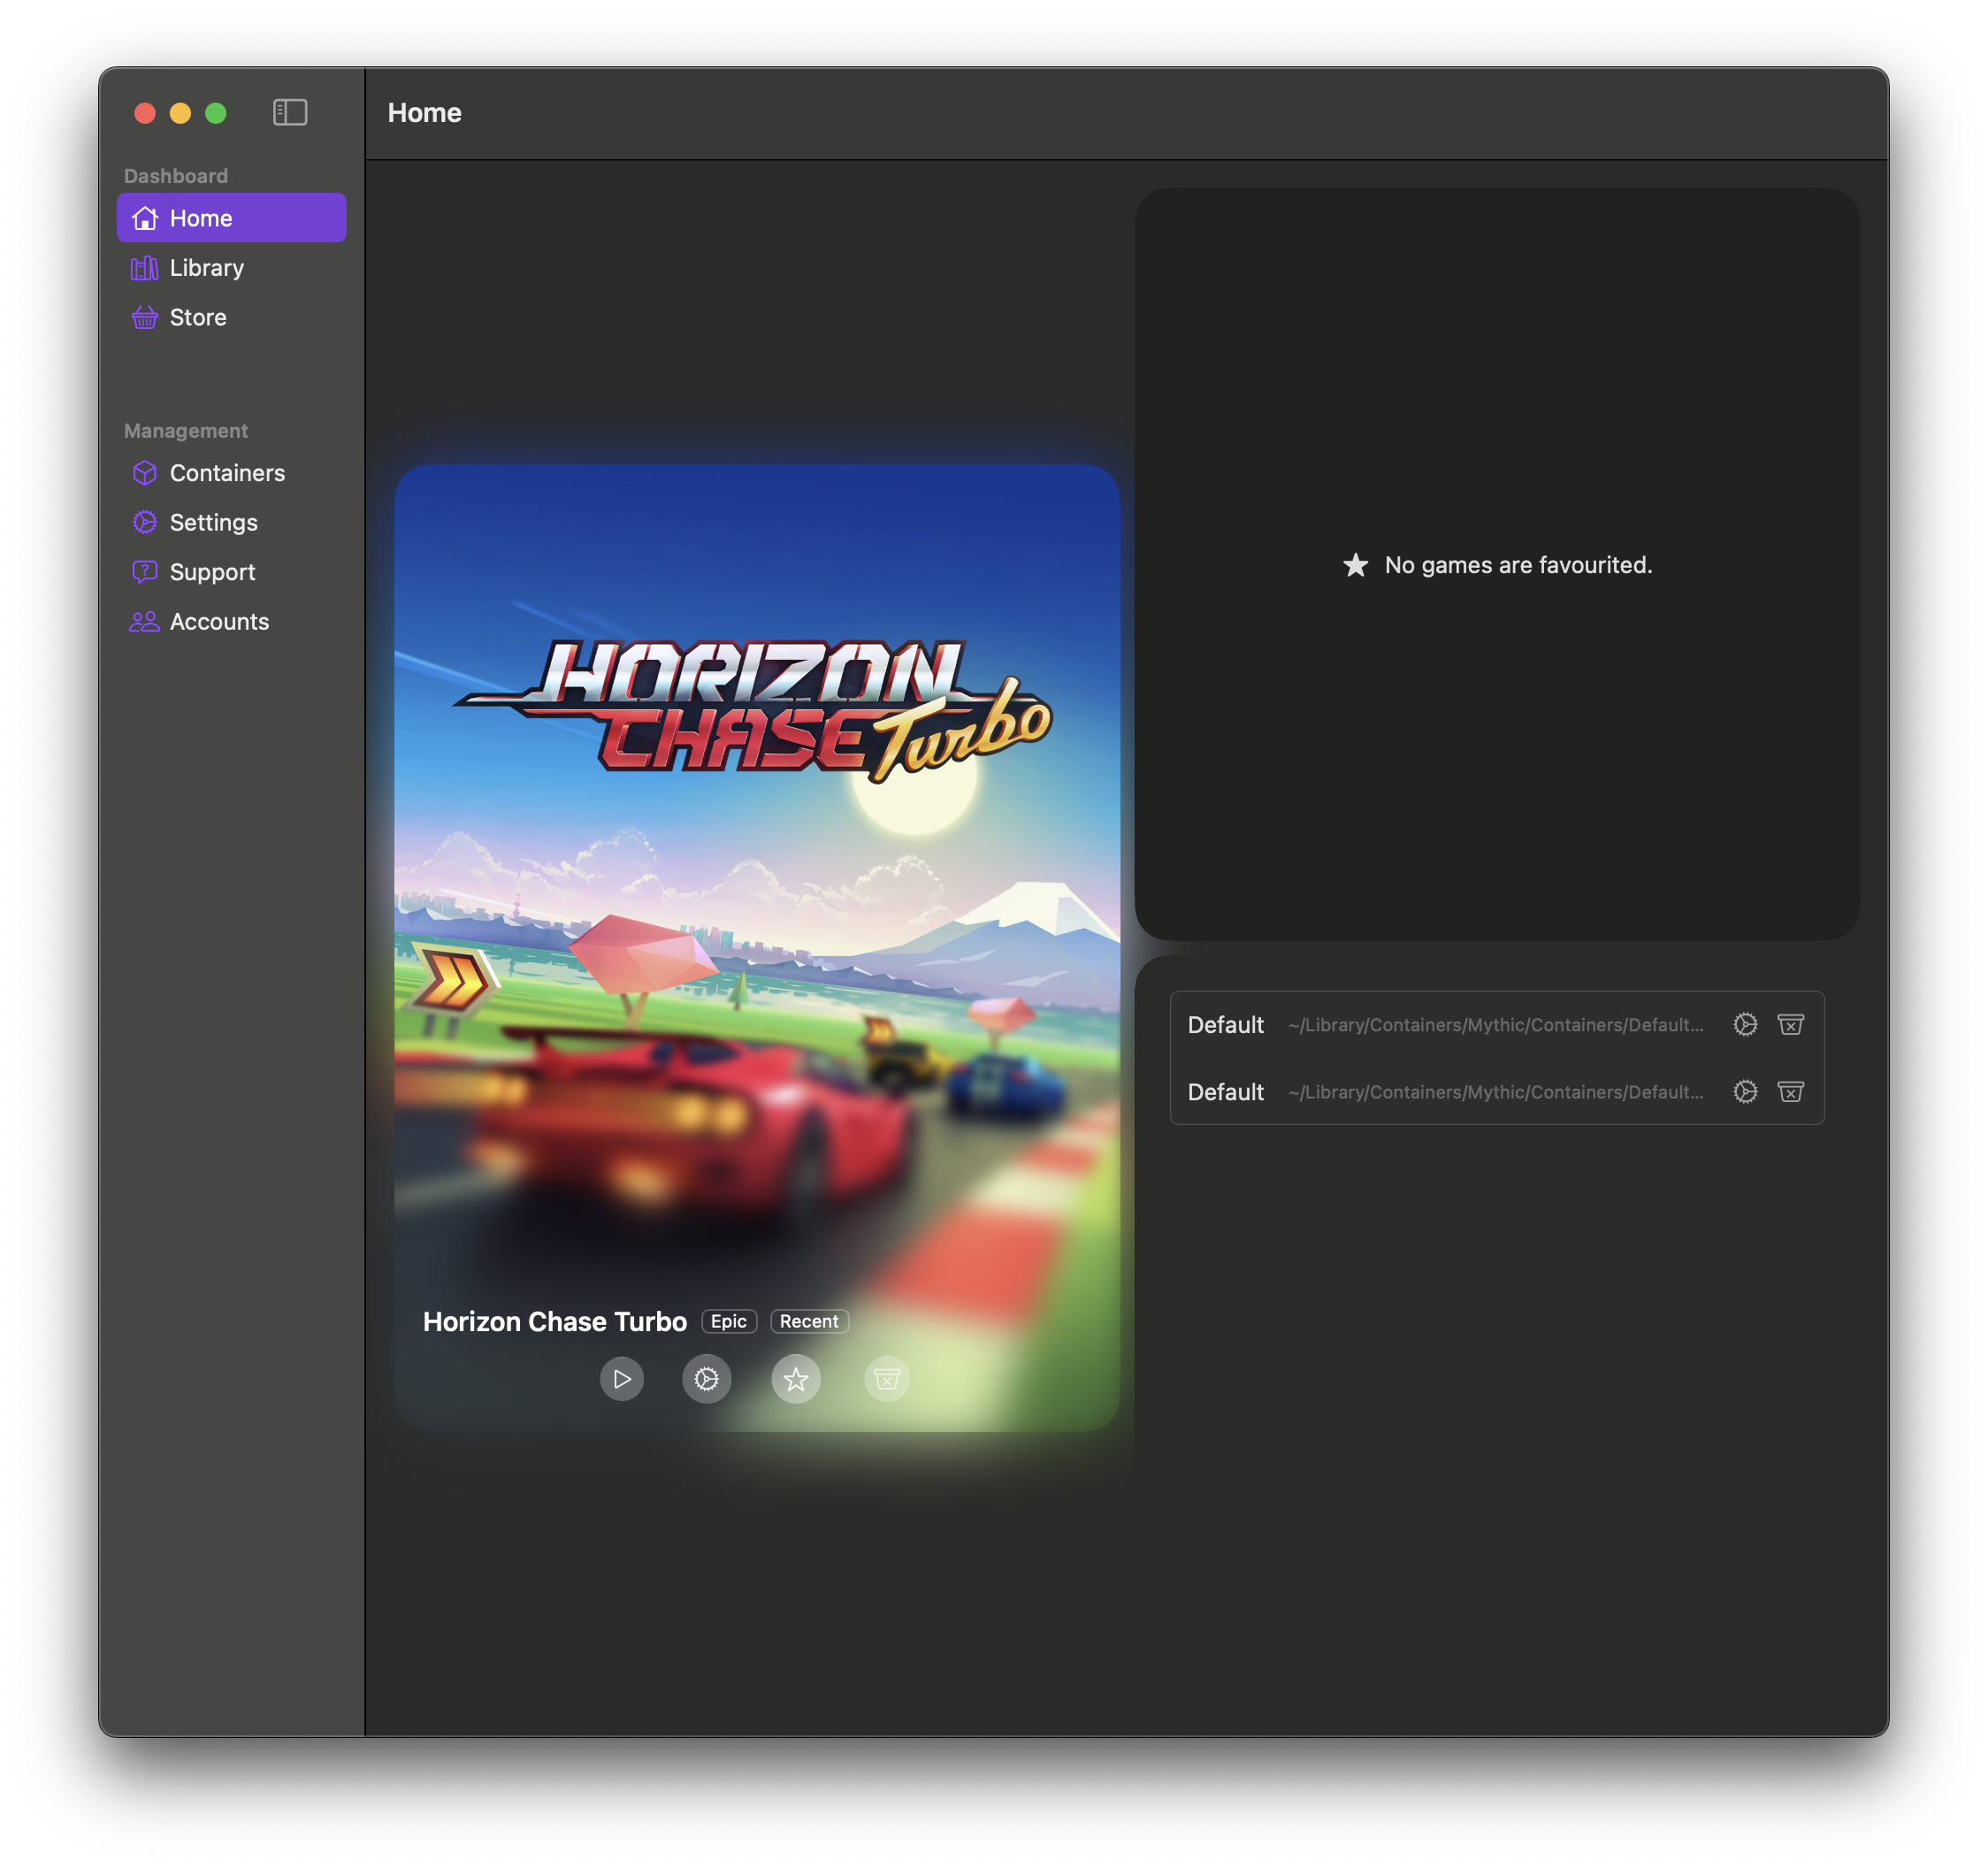 Home
Dashboard
Home
Library
Store
Management
Containers
Settings
Support
Accounts
HORIZON
CHASE Turbo
Horizon Chase Turbo Epic Recent
No games are favourited.
Default ~/Library/Containers/Mythic/Containers/Default...
Default ~/Library/Containers/Mythic/Containers/Default...